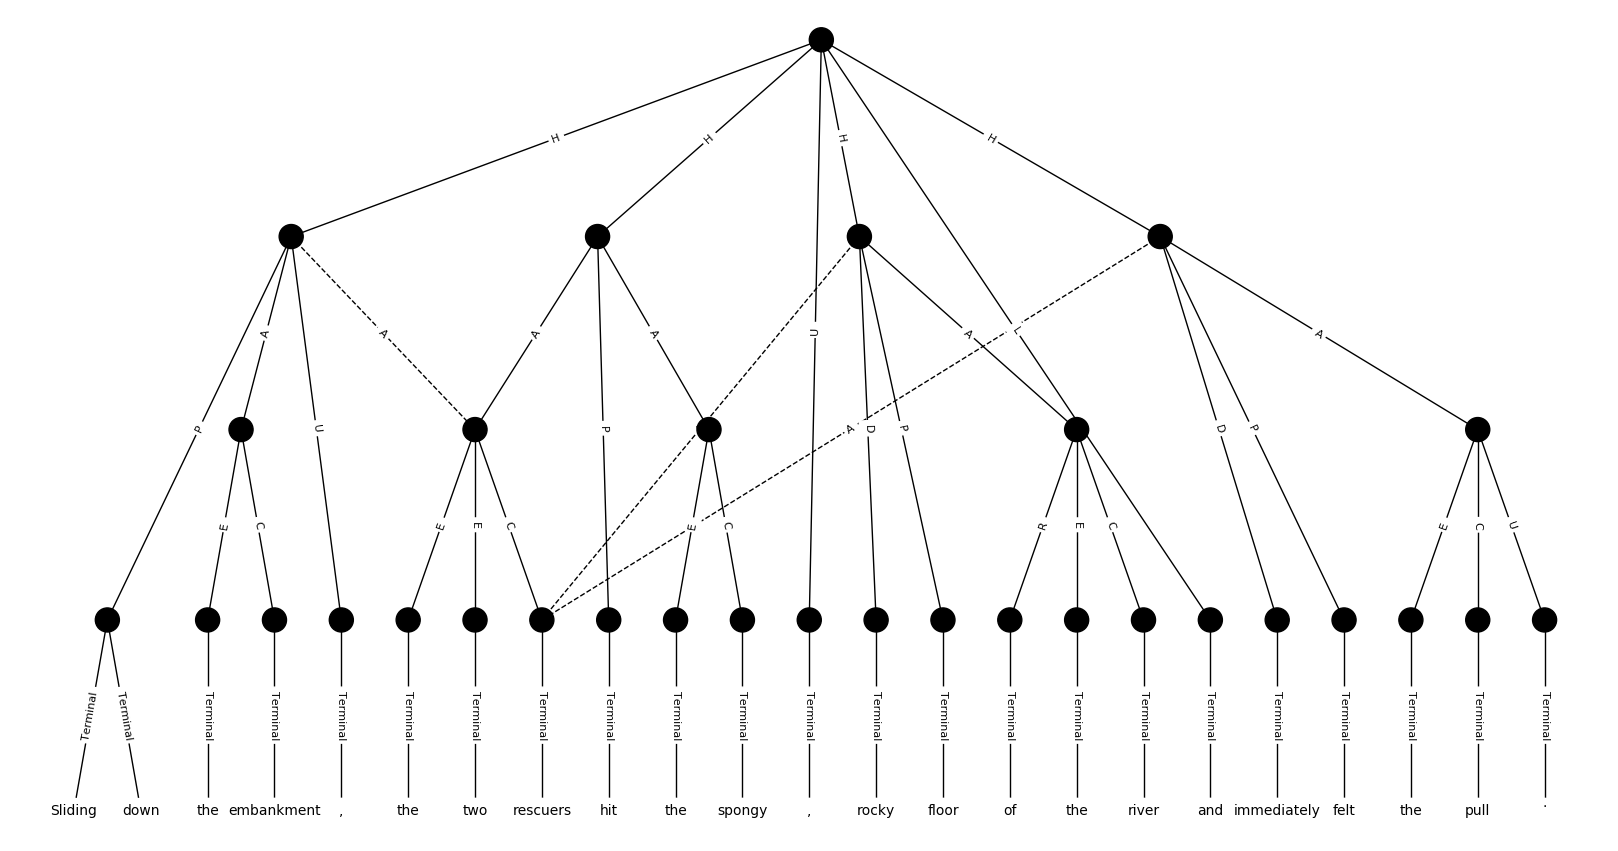 H H H H
A A A A U A A
P U P A D P D P
E C E E C E C R E C E C U
Terminal Terminal Terminal Terminal Terminal Terminal Terminal Terminal Terminal Terminal Terminal Terminal Terminal Terminal Terminal Terminal Terminal Terminal Terminal Terminal Terminal Terminal Terminal
Sliding down the embankment , the two rescuers hit the spongy , rocky floor of the river and immediately felt the pull .